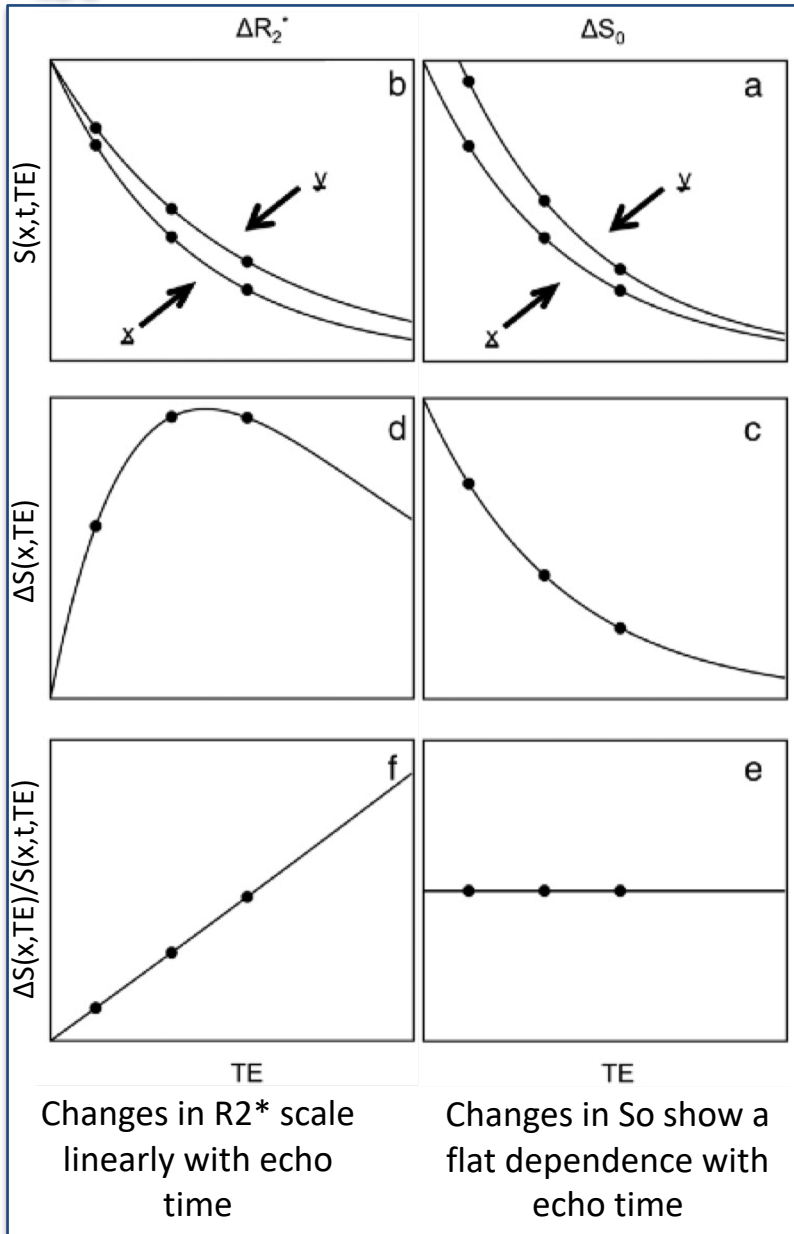 ΔR₂* ΔS₀
S(x,t,TE)
b
y
x
a
y
x
ΔS(x,TE)
d
c
ΔS(x,TE)/S(x,t,TE)
f
e
TE TE
Changes in R2* scale
linearly with echo
time
Changes in So show a
flat dependence with
echo time